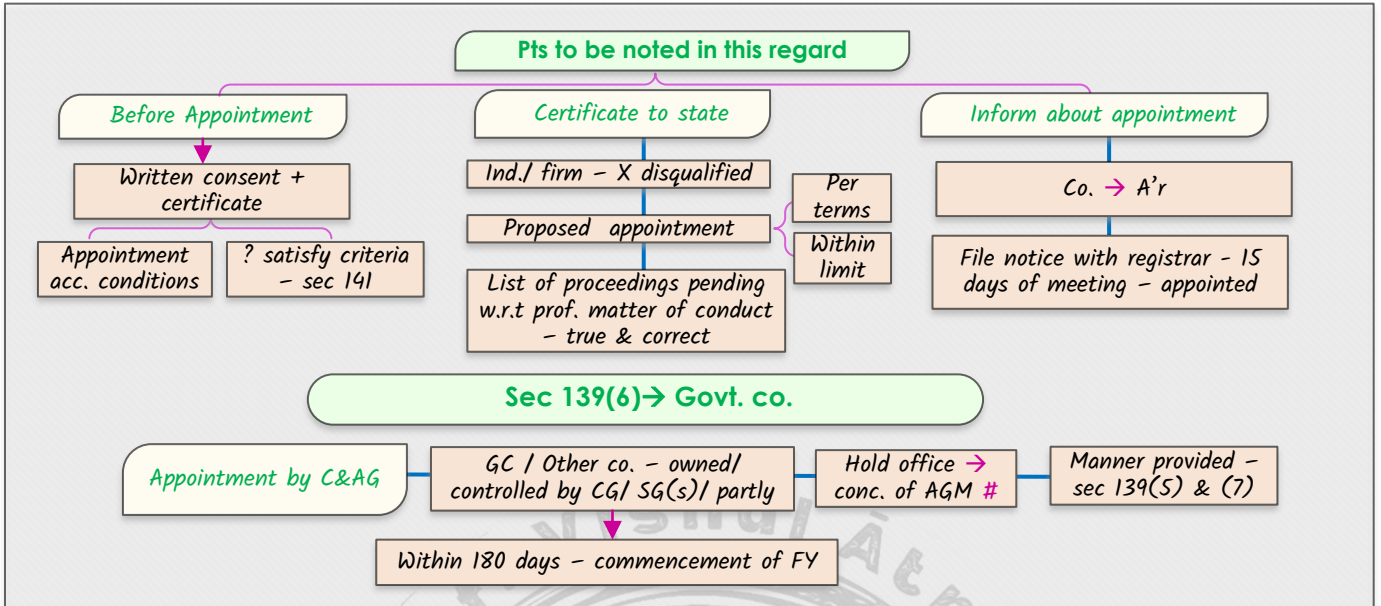 Pts to be noted in this regard
Before Appointment
Written consent +
certificate
Appointment
acc. conditions
? satisfy criteria
– sec 141
Certificate to state
Ind./ firm – X disqualified
Proposed appointment
Per
terms
Within
limit
List of proceedings pending
w.r.t prof. matter of conduct
– true & correct
Inform about appointment
Co. → A'r
File notice with registrar – 15
days of meeting – appointed
Sec 139(6)→ Govt. co.
Appointment by C&AG
GC / Other co. – owned/
controlled by CG/ SG(s)/ partly
Within 180 days – commencement of FY
Hold office →
conc. of AGM #
Manner provided –
sec 139(5) & (7)